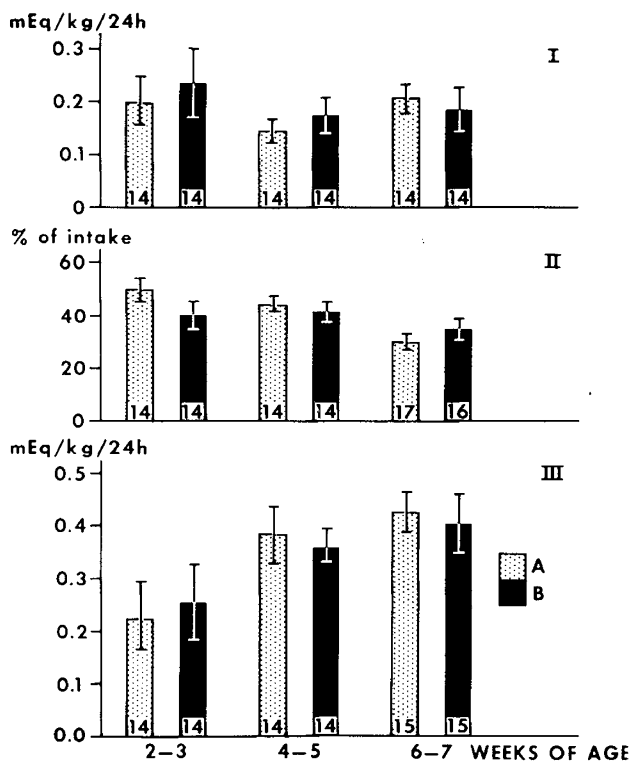 mEq/kg/24h
0.3
I
0.2
0.1
0
14 14 14 14 14 14
% of intake
60
II
40
20
0
14 14 14 14 17 16
mEq/kg/24h
0.5
III
0.4
A
0.3
B
0.2
0.1
0.0
14 14 14 14 15 15
2–3 4–5 6–7 WEEKS OF AGE